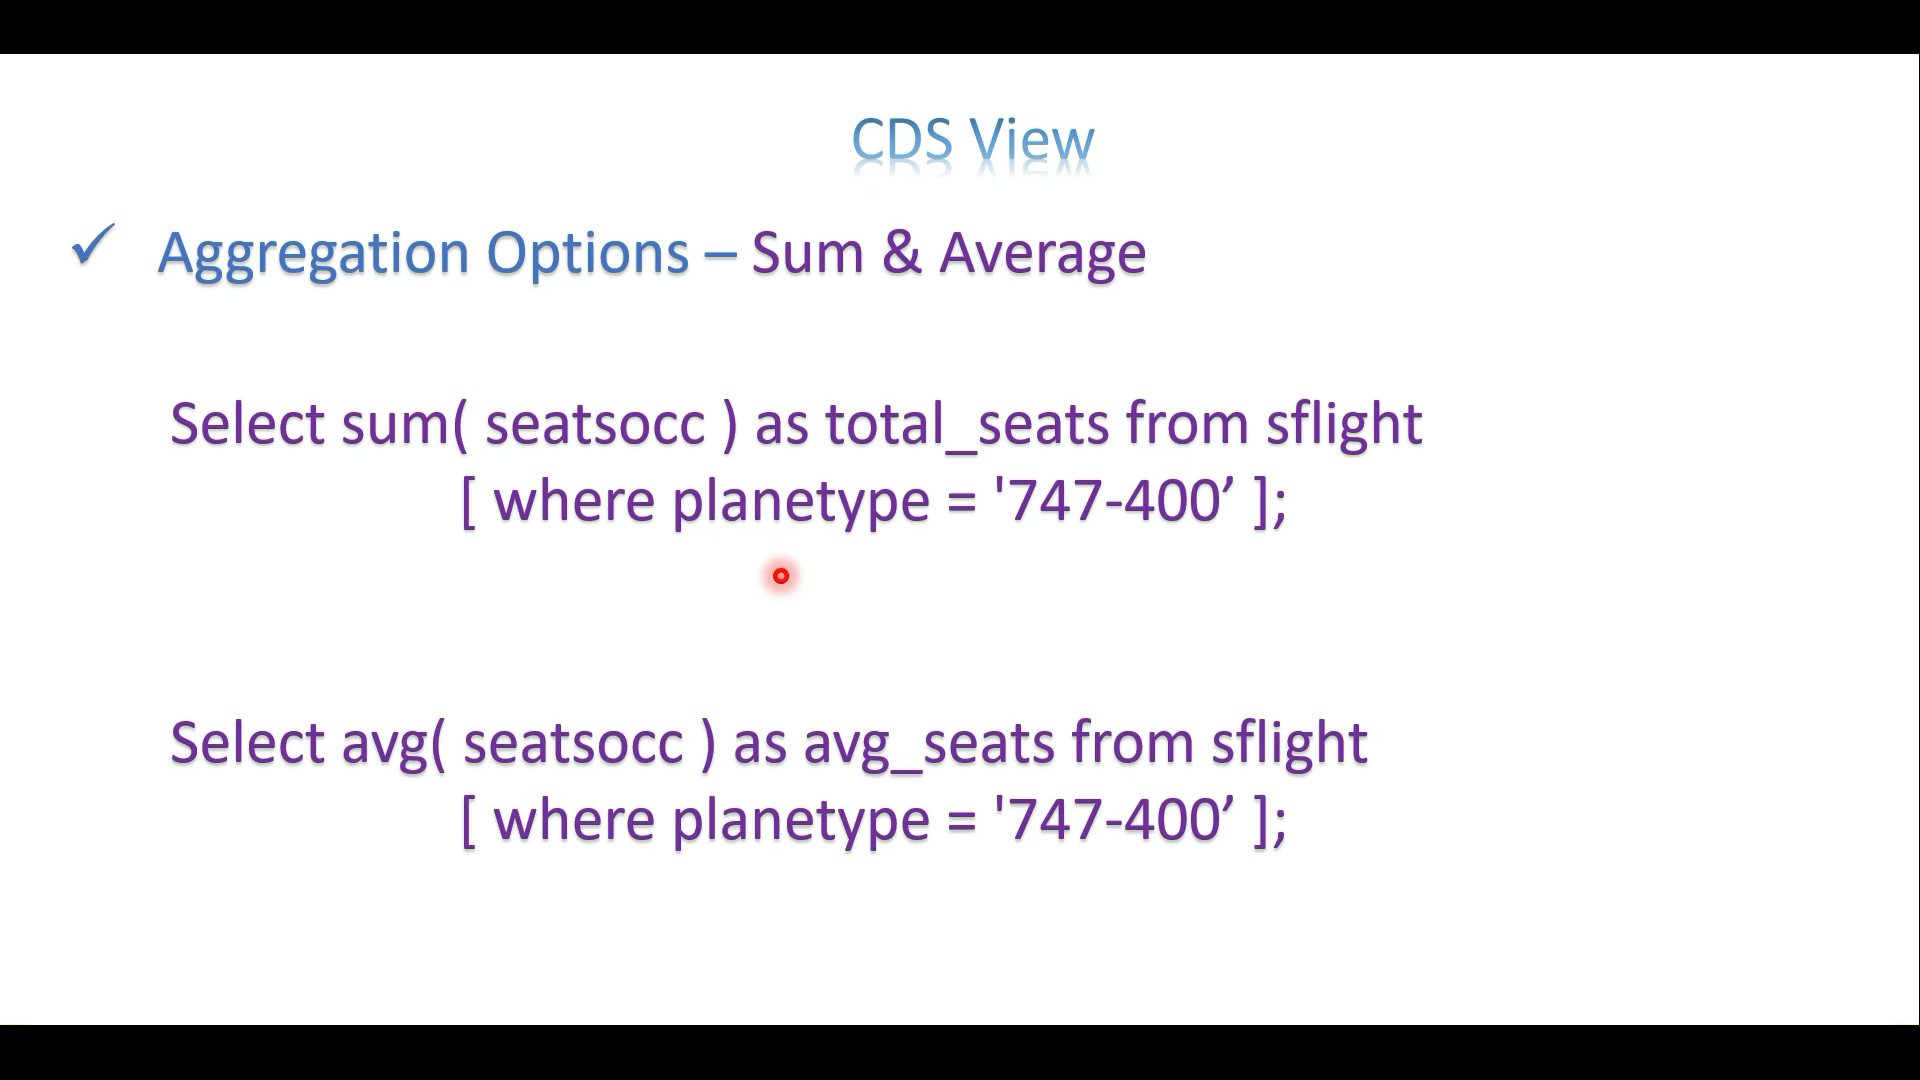 CDS View
✓ Aggregation Options – Sum & Average
Select sum( seatsocc ) as total_seats from sflight
[ where planetype = '747-400’ ];
Select avg( seatsocc ) as avg_seats from sflight
[ where planetype = '747-400’ ];